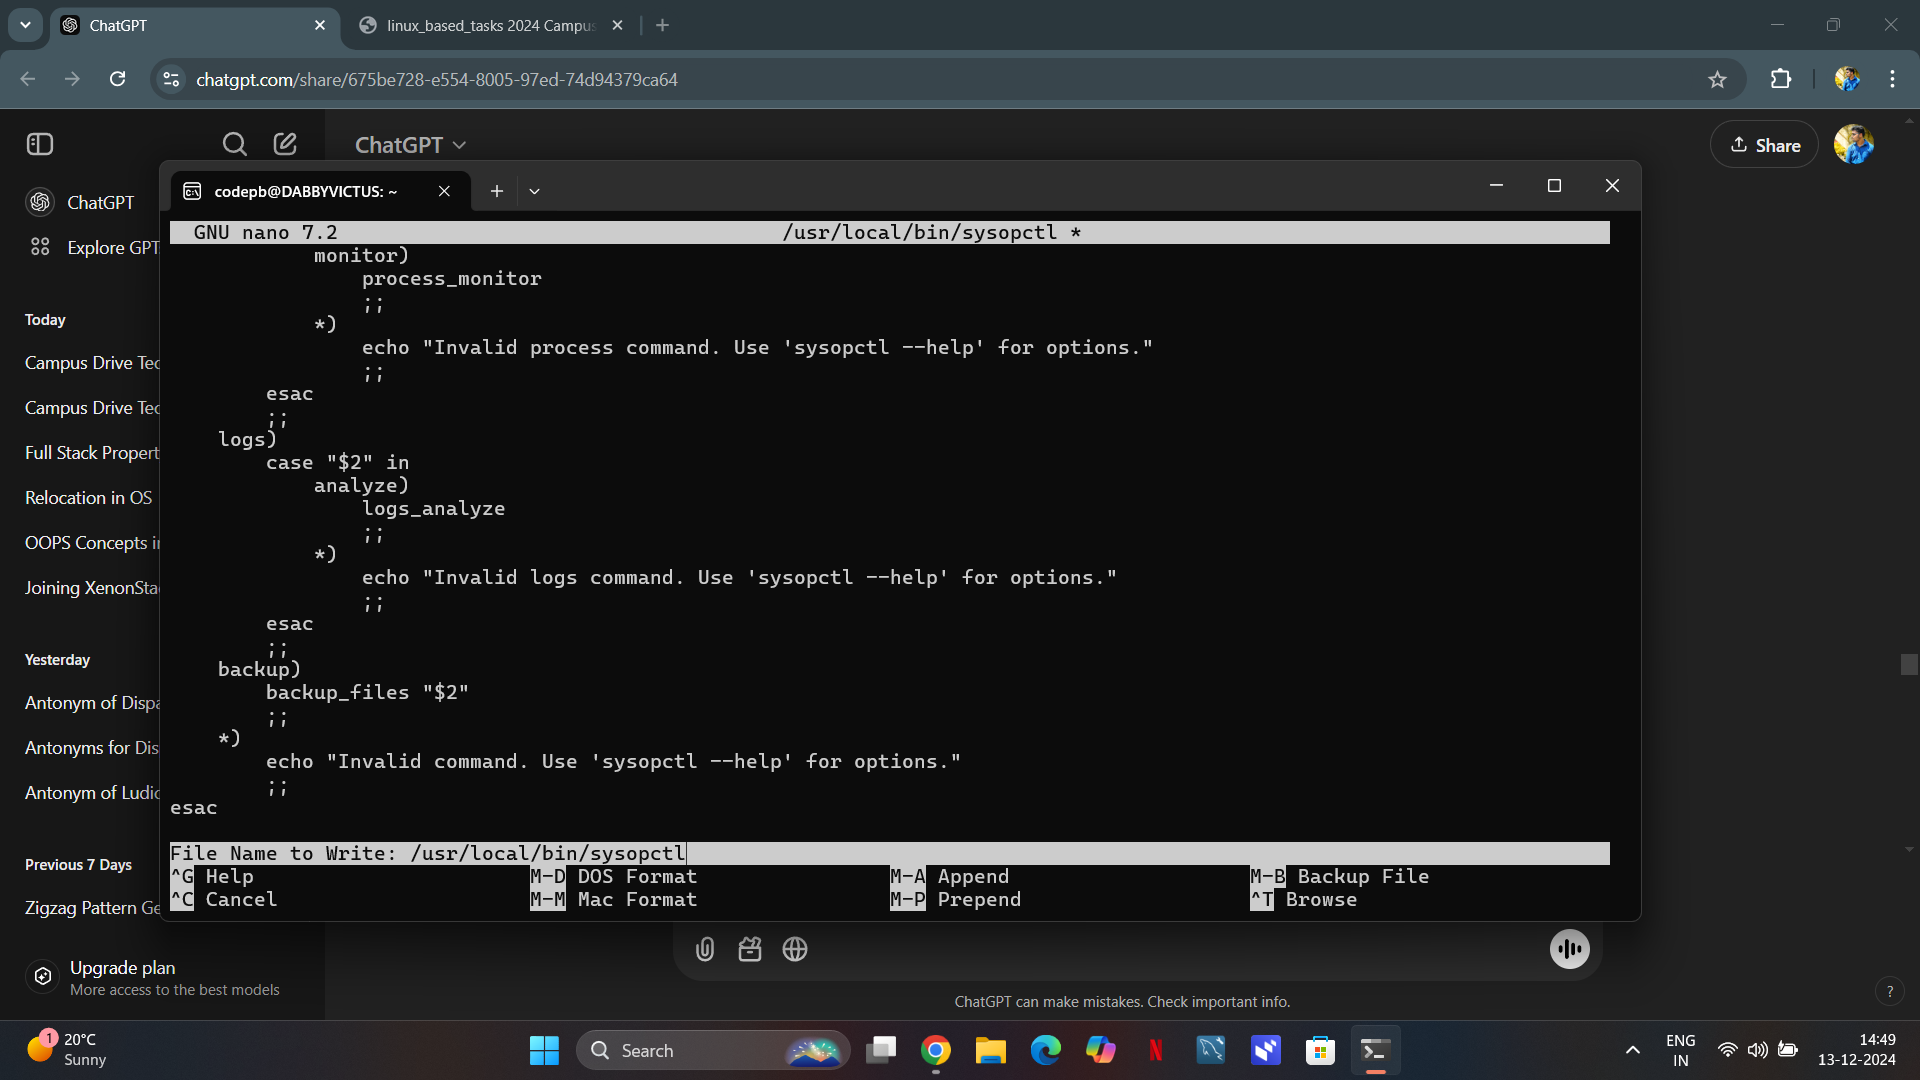 ChatGPT
linux_based_tasks 2024 Campus
chatgpt.com/share/675be728-e554-8005-97ed-74d94379ca64
ChatGPT
Share
ChatGPT
Explore GPT
Today
Campus Drive Tec
Campus Drive Tec
Full Stack Propert
Relocation in OS
OOPS Concepts in
Joining XenonSta
Yesterday
Antonym of Dispa
Antonyms for Dis
Antonym of Ludic
Previous 7 Days
Zigzag Pattern Ge
Upgrade plan
More access to the best models
codepb@DABBYVICTUS: ~
GNU nano 7.2 /usr/local/bin/sysopctl *
monitor)
process_monitor
;;
*)
echo "Invalid process command. Use 'sysopctl --help' for options."
;;
esac
;;
logs)
case "$2" in
analyze)
logs_analyze
;;
*)
echo "Invalid logs command. Use 'sysopctl --help' for options."
;;
esac
;;
backup)
backup_files "$2"
;;
*)
echo "Invalid command. Use 'sysopctl --help' for options."
;;
esac
File Name to Write: /usr/local/bin/sysopctl
^G Help M-D DOS Format M-A Append M-B Backup File
^C Cancel M-M Mac Format M-P Prepend ^T Browse
ChatGPT can make mistakes. Check important info.
?
1
20°C
Sunny
Search
N
ENG
IN
14:49
13-12-2024